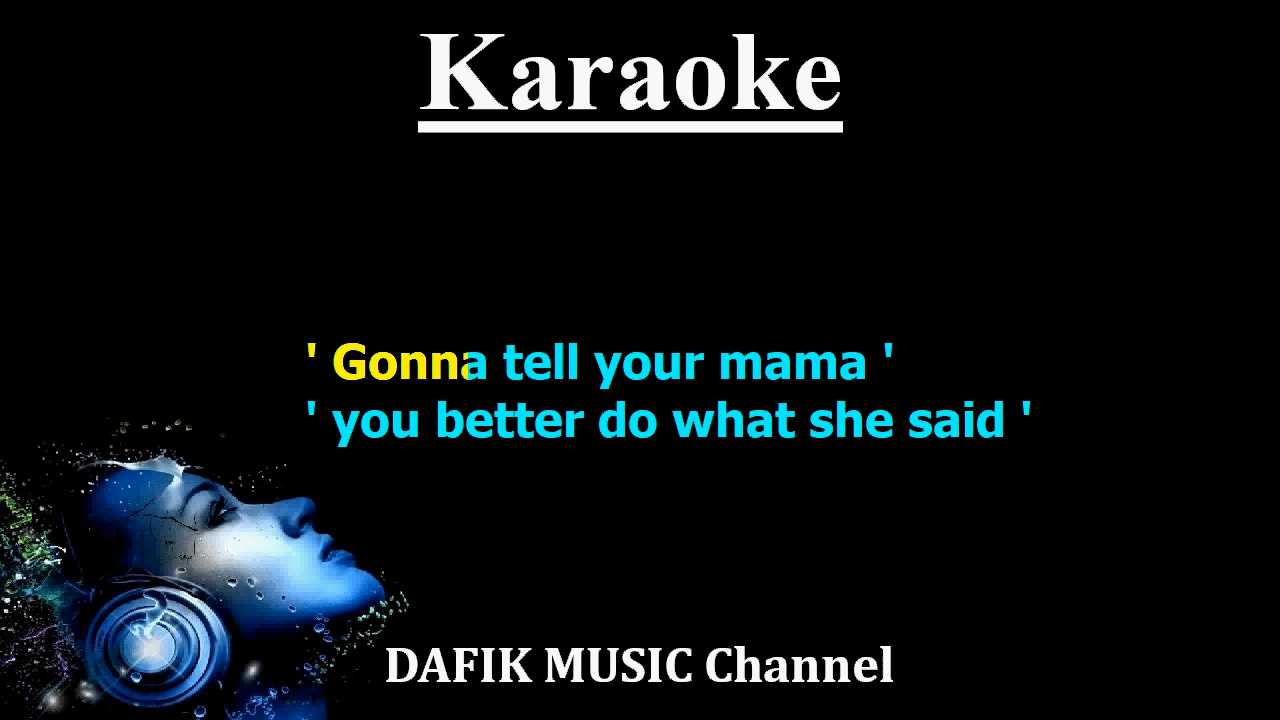 Karaoke
' Gonna tell your mama '
' you better do what she said '
DAFIK MUSIC Channel